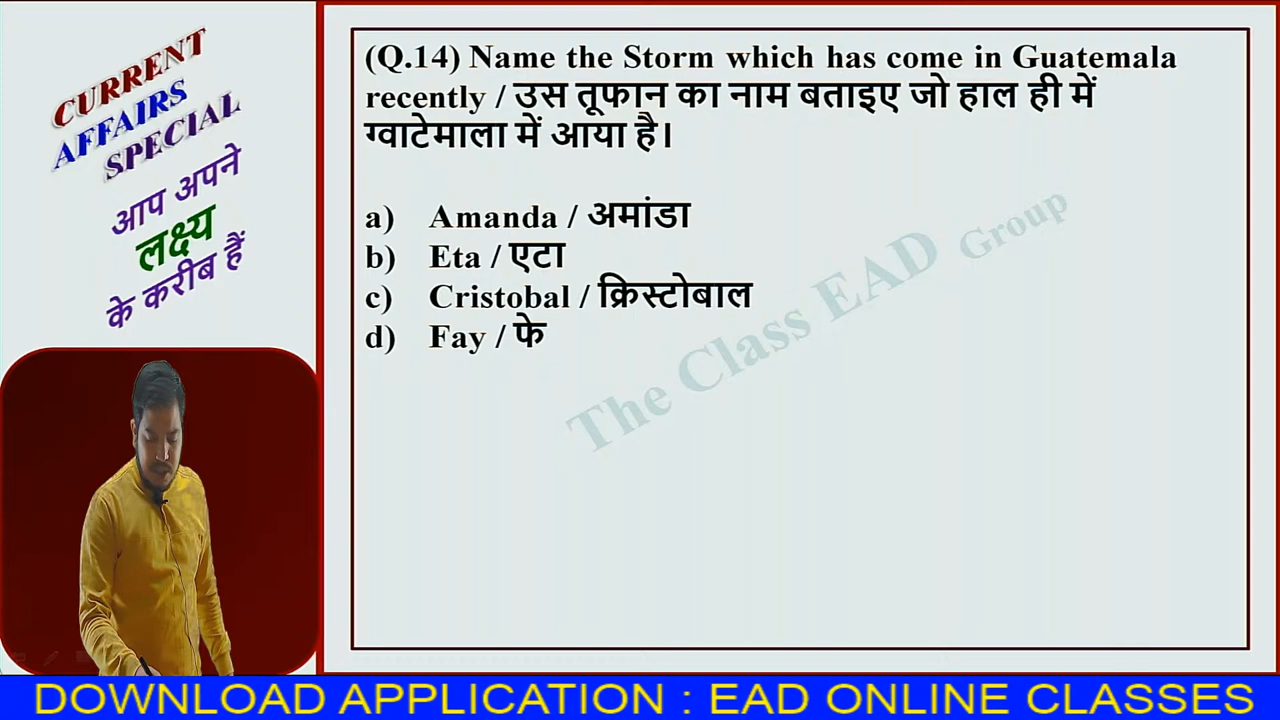 CURRENT
AFFAIRS
SPECIAL
आप अपने
लक्ष्य
के करीब हैं
(Q.14) Name the Storm which has come in Guatemala
recently / उस तूफान का नाम बताइए जो हाल ही में
ग्वाटेमाला में आया है।
a) Amanda / अमांडा
b) Eta / एटा
c) Cristobal / क्रिस्टोबाल
d) Fay / फे
The Class EAD Group
DOWNLOAD APPLICATION : EAD ONLINE CLASSES